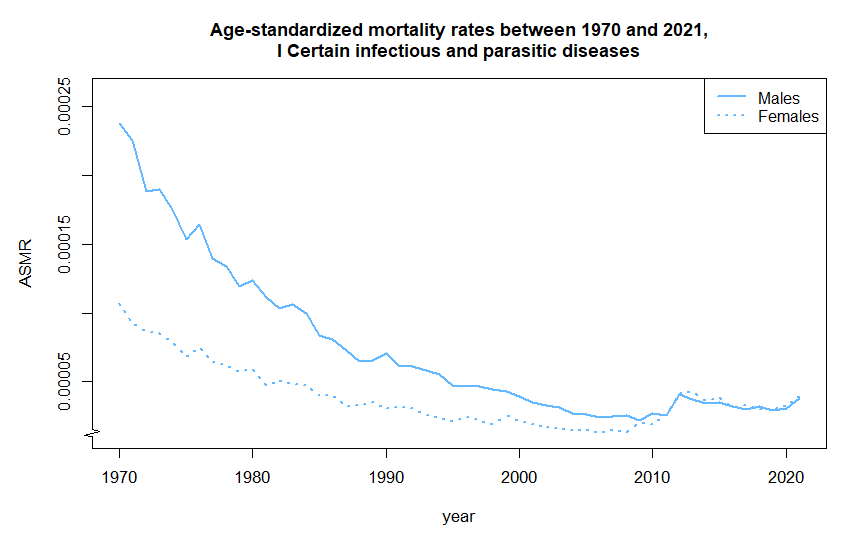 Age-standardized mortality rates between 1970 and 2021,
I Certain infectious and parasitic diseases
Males
Females
0.00025
0.00015
0.00005
ASMR
1970 1980 1990 2000 2010 2020
year